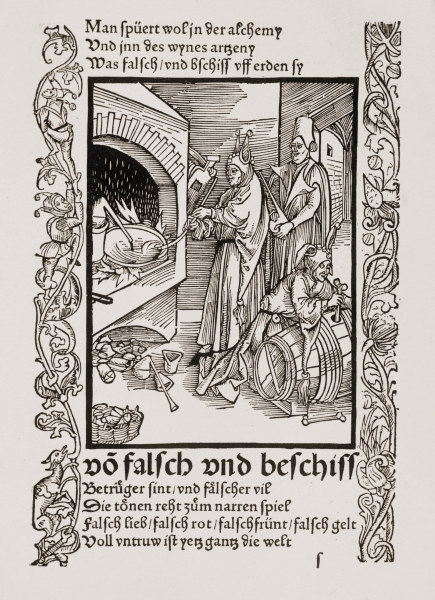 Man spüert wol jn der alchemy
Vnd jnn des wynes artzeny
Was falsch / vnd bschiss vff erden sy
võ falsch vnd beschiss
Betrüger sint / vnd fälscher vil
Die tönen reht zům narren spiel
Falsch lieb / falsch rot / falsch frünt / falsch gelt
Voll vntruw ist yetz gantz die welt
s